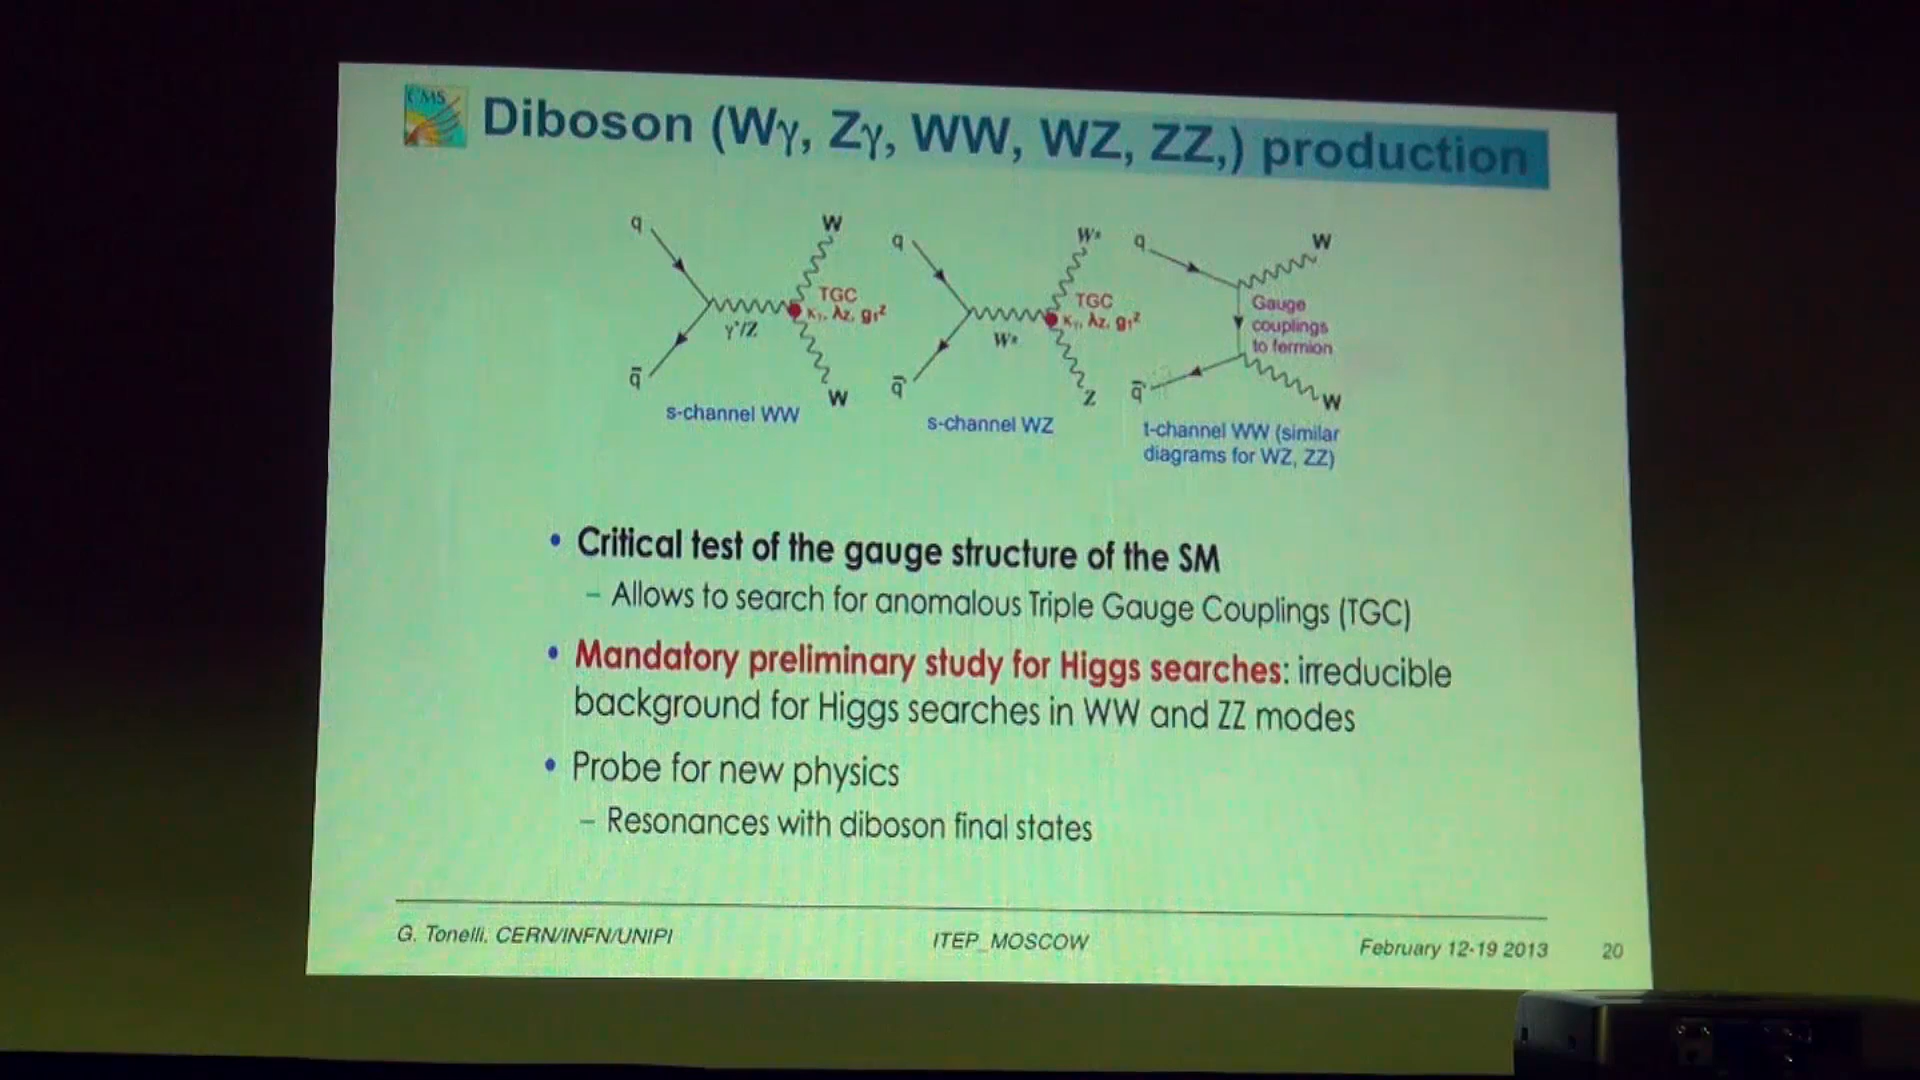 CMS
Diboson (Wγ, Zγ, WW, WZ, ZZ,) production
q
W
TGC
κγ, λz, g₁ᶻ
γ*/Z
q̄
W
s-channel WW
q
TGC
κγ, λz, g₁ᶻ
q̄
Z
s-channel WZ
q
W
Gauge
couplings
to fermion
W
t-channel WW (similar
diagrams for WZ, ZZ)
• Critical test of the gauge structure of the SM
– Allows to search for anomalous Triple Gauge Couplings (TGC)
• Mandatory preliminary study for Higgs searches: irreducible
background for Higgs searches in WW and ZZ modes
• Probe for new physics
– Resonances with diboson final states
G. Tonelli, CERN/INFN/UNIPI
ITEP_MOSCOW
February 12-19 2013
20